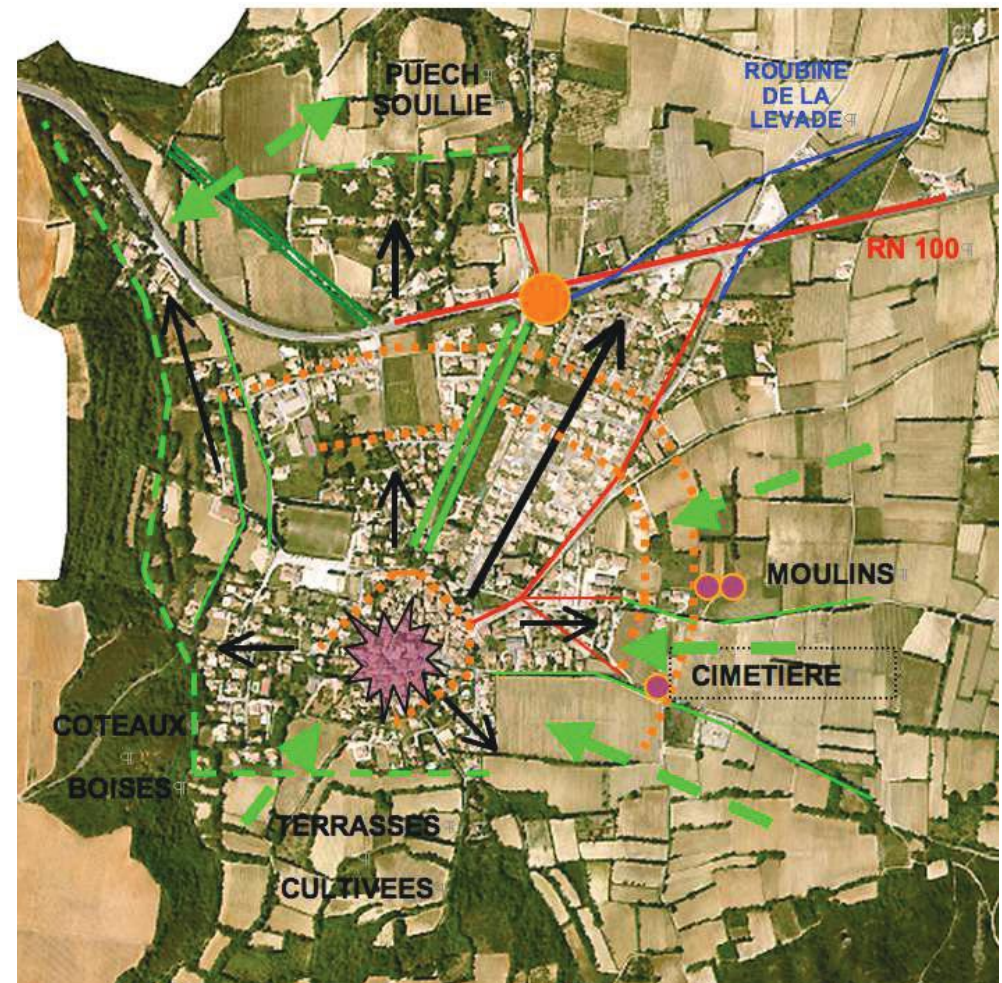 PUECH
SOULLIE
ROUBINE
DE LA
LEVADE
RN 100
MOULINS
CIMETIERE
COTEAUX
BOISES
TERRASSES
CULTIVEES